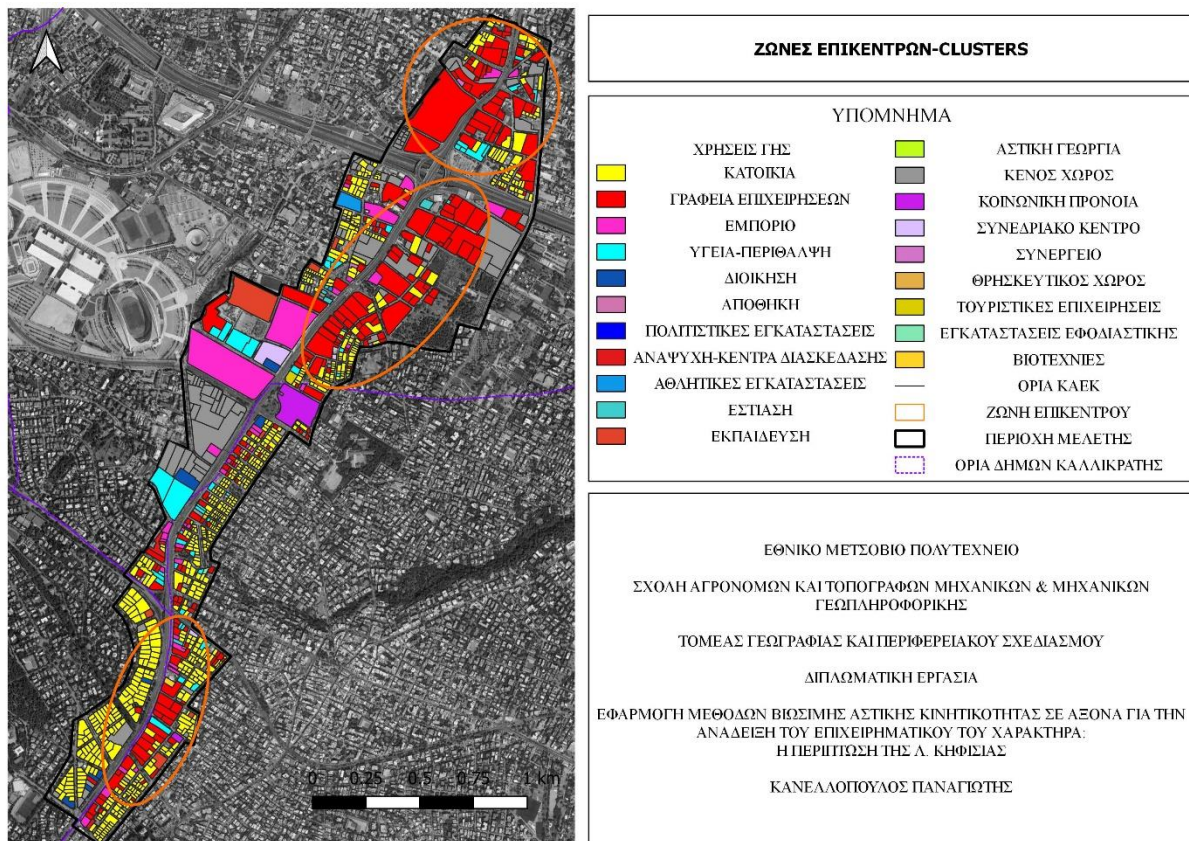 ΖΩΝΕΣ ΕΠΙΚΕΝΤΡΩΝ-CLUSTERS
ΥΠΟΜΝΗΜΑ
ΧΡΗΣΕΙΣ ΓΗΣ
ΚΑΤΟΙΚΙΑ
ΓΡΑΦΕΙΑ ΕΠΙΧΕΙΡΗΣΕΩΝ
ΕΜΠΟΡΙΟ
ΥΓΕΙΑ-ΠΕΡΙΘΑΛΨΗ
ΔΙΟΙΚΗΣΗ
ΑΠΟΘΗΚΗ
ΠΟΛΙΤΙΣΤΙΚΕΣ ΕΓΚΑΤΑΣΤΑΣΕΙΣ
ΑΝΑΨΥΧΗ-ΚΕΝΤΡΑ ΔΙΑΣΚΕΔΑΣΗΣ
ΑΘΛΗΤΙΚΕΣ ΕΓΚΑΤΑΣΤΑΣΕΙΣ
ΕΣΤΙΑΣΗ
ΕΚΠΑΙΔΕΥΣΗ
ΑΣΤΙΚΗ ΓΕΩΡΓΙΑ
ΚΕΝΟΣ ΧΩΡΟΣ
ΚΟΙΝΩΝΙΚΗ ΠΡΟΝΟΙΑ
ΣΥΝΕΔΡΙΑΚΟ ΚΕΝΤΡΟ
ΣΥΝΕΡΓΕΙΟ
ΘΡΗΣΚΕΥΤΙΚΟΣ ΧΩΡΟΣ
ΤΟΥΡΙΣΤΙΚΕΣ ΕΠΙΧΕΙΡΗΣΕΙΣ
ΕΓΚΑΤΑΣΤΑΣΕΙΣ ΕΦΟΔΙΑΣΤΙΚΗΣ
ΒΙΟΤΕΧΝΙΕΣ
ΟΡΙΑ ΚΑΕΚ
ΖΩΝΗ ΕΠΙΚΕΝΤΡΟΥ
ΠΕΡΙΟΧΗ ΜΕΛΕΤΗΣ
ΟΡΙΑ ΔΗΜΩΝ ΚΑΛΛΙΚΡΑΤΗΣ
0 0.25 0.5 0.75 1 km
ΕΘΝΙΚΟ ΜΕΤΣΟΒΙΟ ΠΟΛΥΤΕΧΝΕΙΟ
ΣΧΟΛΗ ΑΓΡΟΝΟΜΩΝ ΚΑΙ ΤΟΠΟΓΡΑΦΩΝ ΜΗΧΑΝΙΚΩΝ & ΜΗΧΑΝΙΚΩΝ
ΓΕΩΠΛΗΡΟΦΟΡΙΚΗΣ
ΤΟΜΕΑΣ ΓΕΩΓΡΑΦΙΑΣ ΚΑΙ ΠΕΡΙΦΕΡΕΙΑΚΟΥ ΣΧΕΔΙΑΣΜΟΥ
ΔΙΠΛΩΜΑΤΙΚΗ ΕΡΓΑΣΙΑ
ΕΦΑΡΜΟΓΗ ΜΕΘΟΔΩΝ ΒΙΩΣΙΜΗΣ ΑΣΤΙΚΗΣ ΚΙΝΗΤΙΚΟΤΗΤΑΣ ΣΕ ΑΞΟΝΑ ΓΙΑ ΤΗΝ
ΑΝΑΔΕΙΞΗ ΤΟΥ ΕΠΙΧΕΙΡΗΜΑΤΙΚΟΥ ΤΟΥ ΧΑΡΑΚΤΗΡΑ:
Η ΠΕΡΙΠΤΩΣΗ ΤΗΣ Λ. ΚΗΦΙΣΙΑΣ
ΚΑΝΕΛΛΟΠΟΥΛΟΣ ΠΑΝΑΓΙΩΤΗΣ